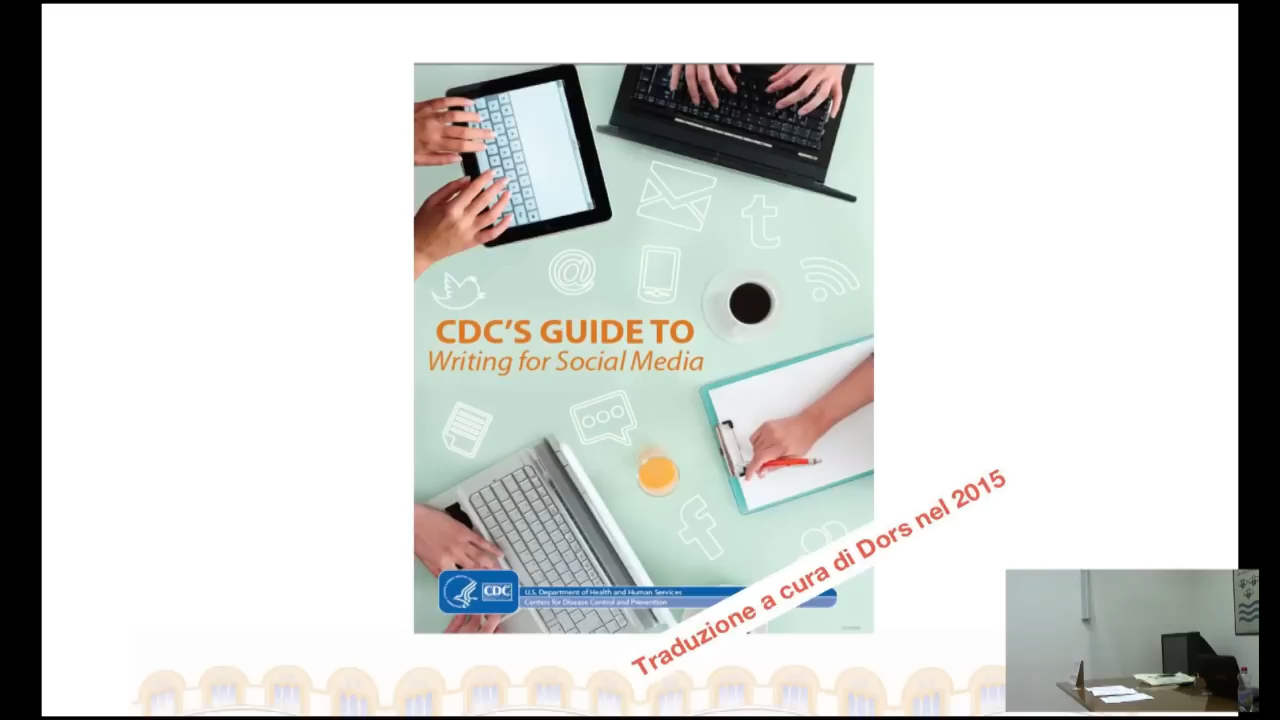 CDC'S GUIDE TO
Writing for Social Media
CDC
U.S. Department of Health and Human Services
Centers for Disease Control and Prevention
Traduzione a cura di Dors nel 2015